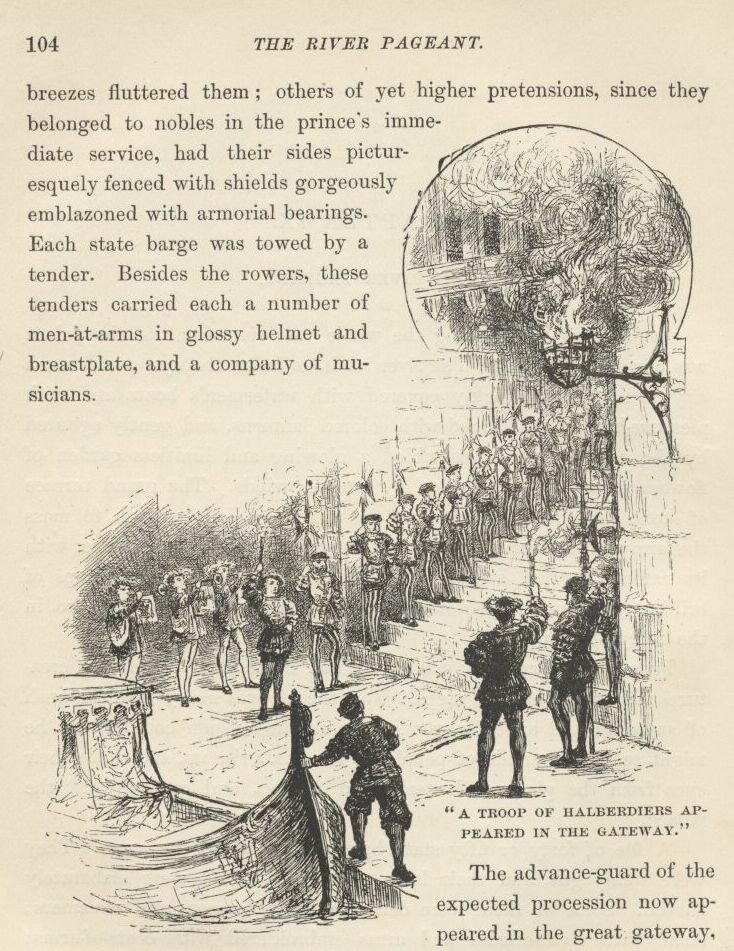 104
THE RIVER PAGEANT.
breezes fluttered them; others of yet higher pretensions, since they
belonged to nobles in the prince's imme-
diate service, had their sides pictur-
esquely fenced with shields gorgeously
emblazoned with armorial bearings.
Each state barge was towed by a
tender. Besides the rowers, these
tenders carried each a number of
men-at-arms in glossy helmet and
breastplate, and a company of mu-
sicians.
"A TROOP OF HALBERDIERS AP-
PEARED IN THE GATEWAY."
The advance-guard of the
expected procession now ap-
peared in the great gateway,